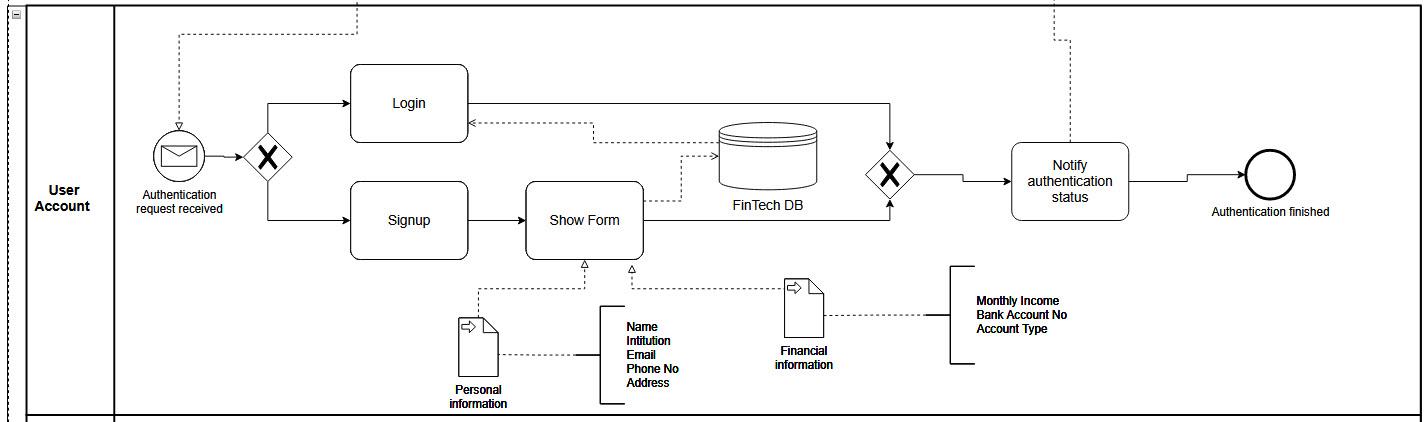 User
Account
Authentication
request received
Login
Signup
Show Form
FinTech DB
Notify
authentication
status
Authentication finished
Personal
information
Name
Intitution
Email
Phone No
Address
Financial
information
Monthly Income
Bank Account No
Account Type